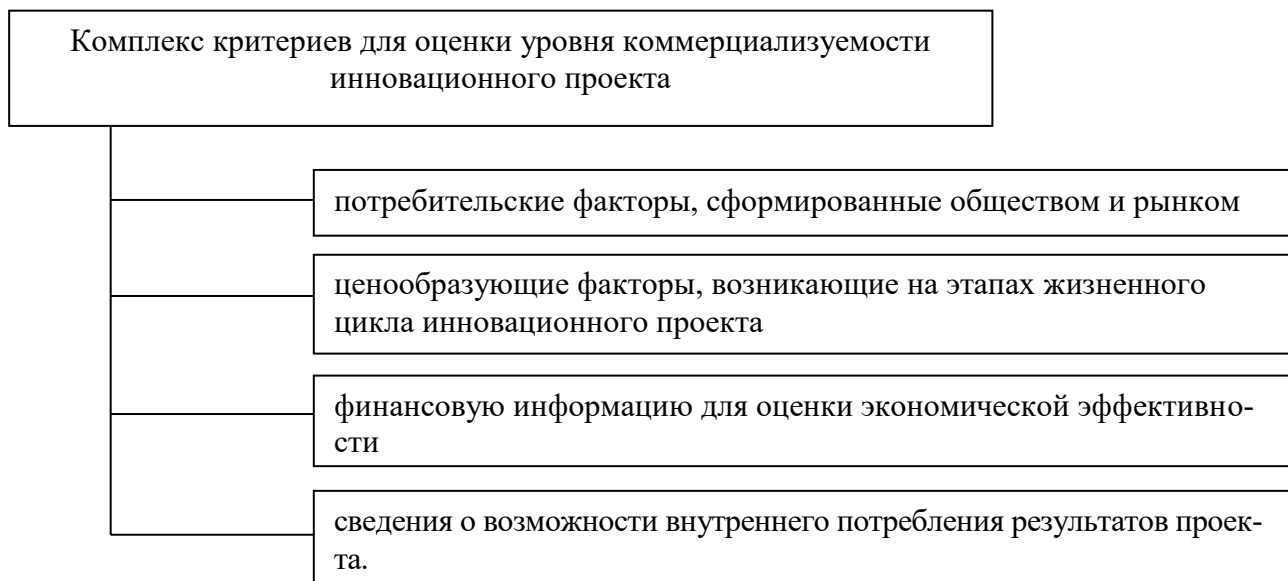 Комплекс критериев для оценки уровня коммерциализуемости
инновационного проекта
потребительские факторы, сформированные обществом и рынком
ценообразующие факторы, возникающие на этапах жизненного
цикла инновационного проекта
финансовую информацию для оценки экономической эффективно-
сти
сведения о возможности внутреннего потребления результатов проек-
та.